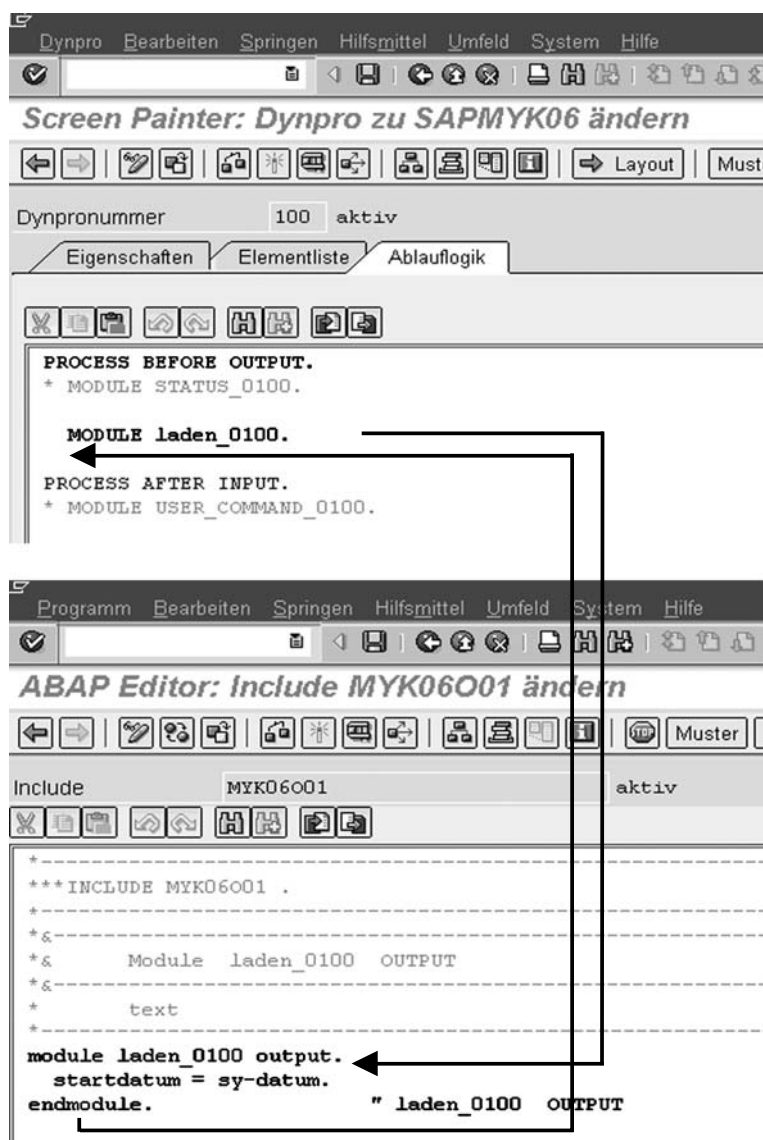 Dynpro Bearbeiten Springen Hilfsmittel Umfeld System Hilfe
Screen Painter: Dynpro zu SAPMYK06 ändern
Layout Must
Dynpronummer 100 aktiv
Eigenschaften Elementliste Ablauflogik
PROCESS BEFORE OUTPUT.
* MODULE STATUS_0100.
MODULE laden_0100.
PROCESS AFTER INPUT.
* MODULE USER_COMMAND_0100.
Programm Bearbeiten Springen Hilfsmittel Umfeld System Hilfe
ABAP Editor: Include MYK06O01 ändern
Muster
Include MYK06O01 aktiv
*----------------------------------------------------------
***INCLUDE MYK06O01 .
*----------------------------------------------------------
*&---------------------------------------------------------
*& Module laden_0100 OUTPUT
*&---------------------------------------------------------
* text
*----------------------------------------------------------
module laden_0100 output.
startdatum = sy-datum.
endmodule. " laden_0100 OUTPUT